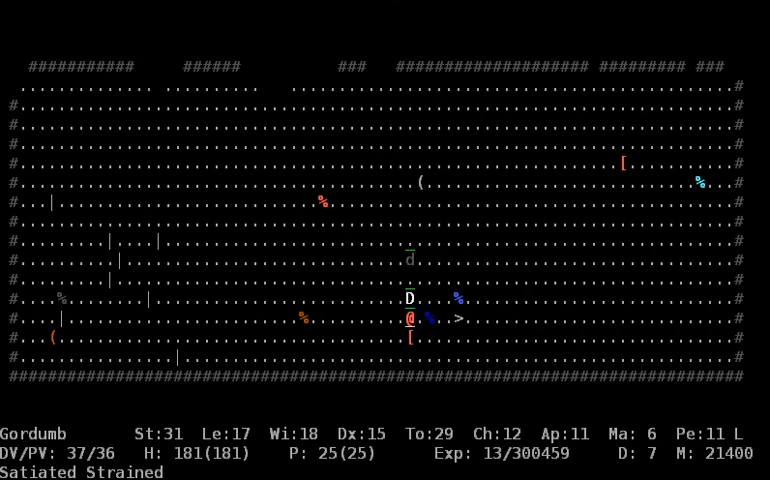 Gordumb St:31 Le:17 Wi:18 Dx:15 To:29 Ch:12 Ap:11 Ma: 6 Pe:11 L
DV/PV: 37/36 H: 181(181) P: 25(25) Exp: 13/300459 D: 7 M: 21400
Satiated Strained